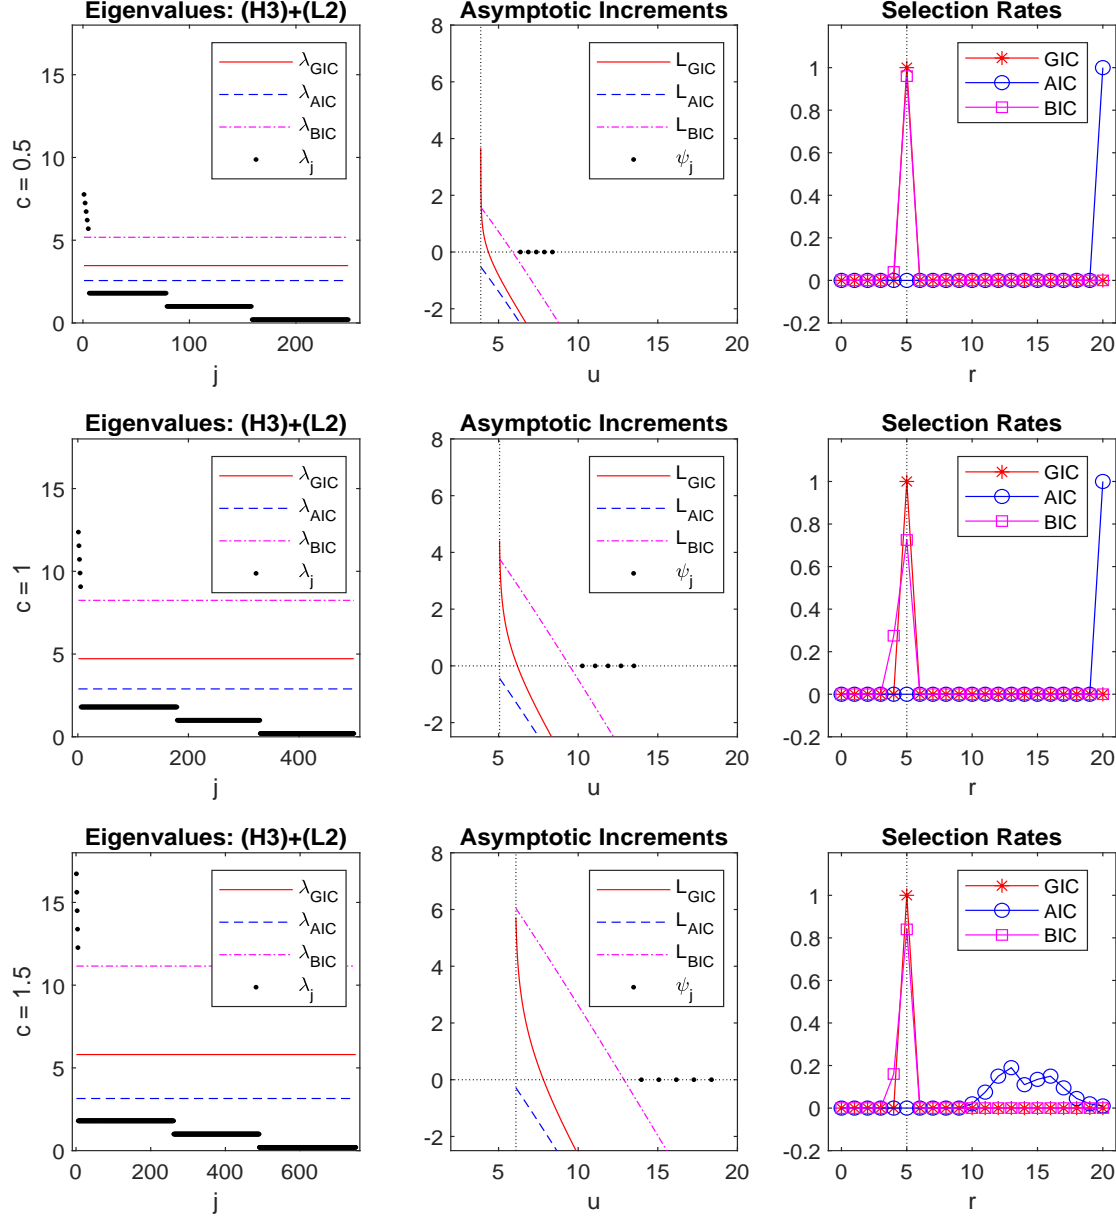 Eigenvalues: (H3)+(L2)
c = 0.5
15
10
5
0
0
100
200
j
λGIC
λAIC
λBIC
λj
Asymptotic Increments
8
6
4
2
0
-2
5
10
15
20
u
LGIC
LAIC
LBIC
ψj
Selection Rates
1
0.8
0.6
0.4
0.2
0
-0.2
0
5
10
15
20
r
GIC
AIC
BIC
Eigenvalues: (H3)+(L2)
c = 1
15
10
5
0
0
200
400
j
λGIC
λAIC
λBIC
λj
Asymptotic Increments
8
6
4
2
0
-2
5
10
15
20
u
LGIC
LAIC
LBIC
ψj
Selection Rates
1
0.8
0.6
0.4
0.2
0
-0.2
0
5
10
15
20
r
GIC
AIC
BIC
Eigenvalues: (H3)+(L2)
c = 1.5
15
10
5
0
0
200
400
600
j
λGIC
λAIC
λBIC
λj
Asymptotic Increments
8
6
4
2
0
-2
5
10
15
20
u
LGIC
LAIC
LBIC
ψj
Selection Rates
1
0.8
0.6
0.4
0.2
0
-0.2
0
5
10
15
20
r
GIC
AIC
BIC